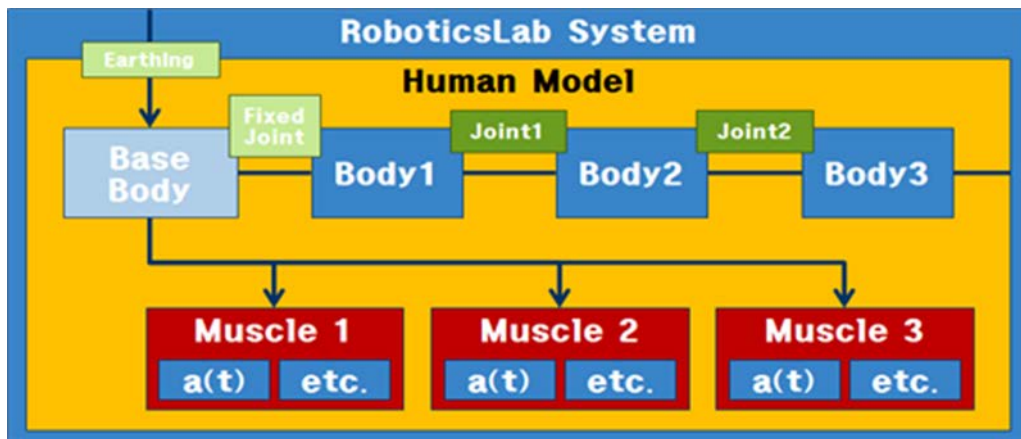 RoboticsLab System
Earthing
Human Model
Fixed
Joint
Joint1
Joint2
Base
Body
Body1
Body2
Body3
Muscle 1
Muscle 2
Muscle 3
a(t)
etc.
a(t)
etc.
a(t)
etc.